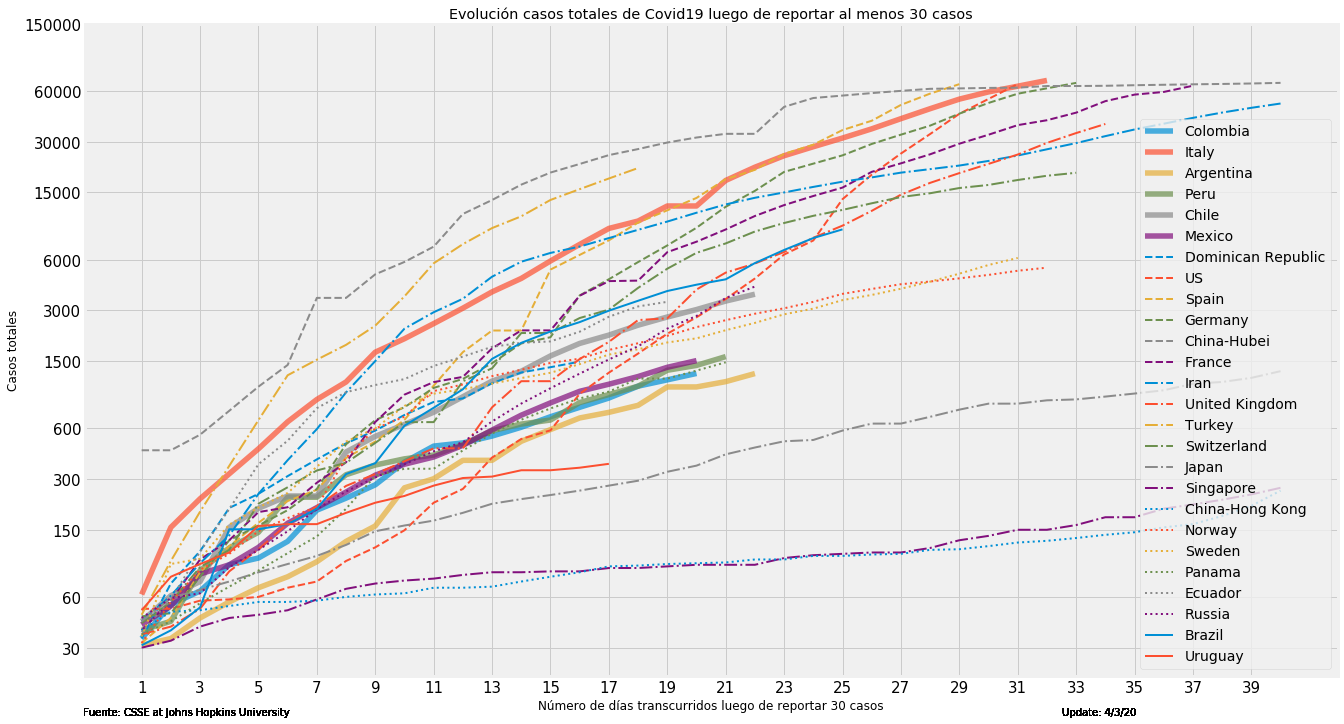 Evolución casos totales de Covid19 luego de reportar al menos 30 casos
150000
60000
30000
15000
6000
3000
1500
600
300
150
60
30
Casos totales
Colombia
Italy
Argentina
Peru
Chile
Mexico
Dominican Republic
US
Spain
Germany
China-Hubei
France
Iran
United Kingdom
Turkey
Switzerland
Japan
Singapore
China-Hong Kong
Norway
Sweden
Panama
Ecuador
Russia
Brazil
Uruguay
1 3 5 7 9 11 13 15 17 19 21 23 25 27 29 31 33 35 37 39
Número de días transcurridos luego de reportar 30 casos
Fuente: CSSE at Johns Hopkins University
Update: 4/3/20